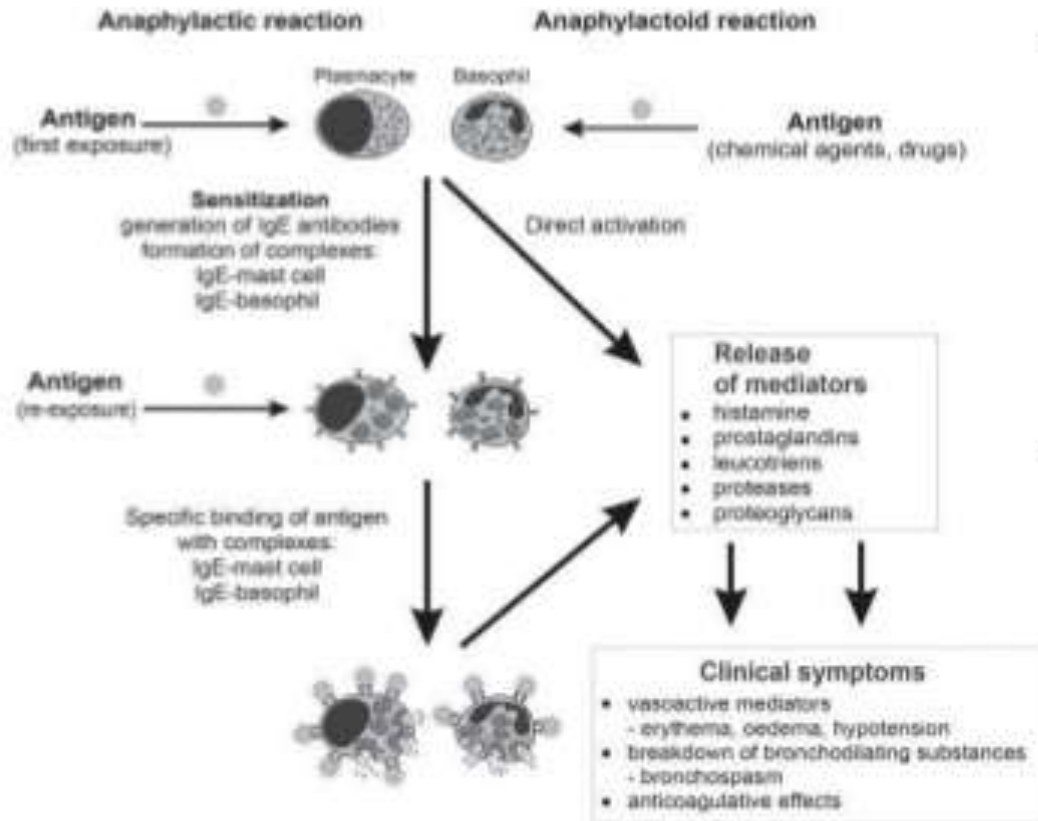 Anaphylactic reaction
Anaphylactoid reaction
Plasmacyte
Basophil
Antigen
(first exposure)
Antigen
(chemical agents, drugs)
Sensitization
generation of IgE antibodies
formation of complexes:
IgE-mast cell
IgE-basophil
Direct activation
Antigen
(re-exposure)
Release
of mediators
• histamine
• prostaglandins
• leucotriens
• proteases
• proteoglycans
Specific binding of antigen
with complexes:
IgE-mast cell
IgE-basophil
Clinical symptoms
• vasoactive mediators
- erythema, oedema, hypotension
• breakdown of bronchodilating substances
- bronchospasm
• anticoagulative effects